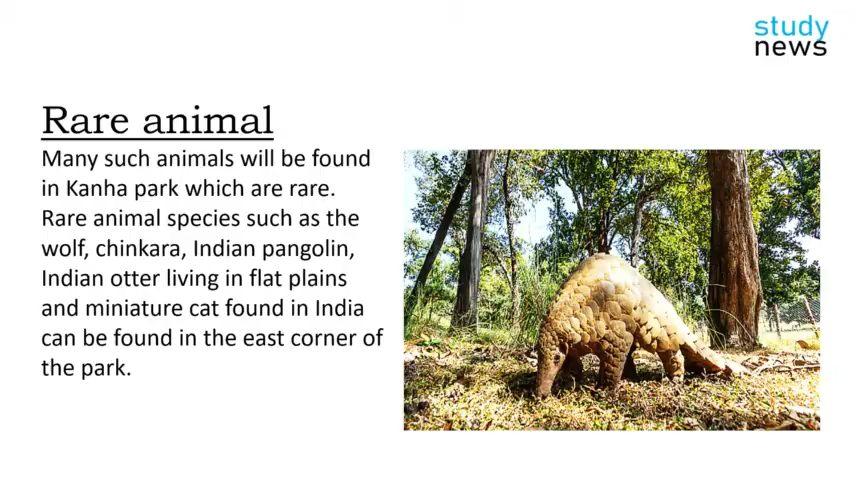 study
news
Rare animal
Many such animals will be found
in Kanha park which are rare.
Rare animal species such as the
wolf, chinkara, Indian pangolin,
Indian otter living in flat plains
and miniature cat found in India
can be found in the east corner of
the park.